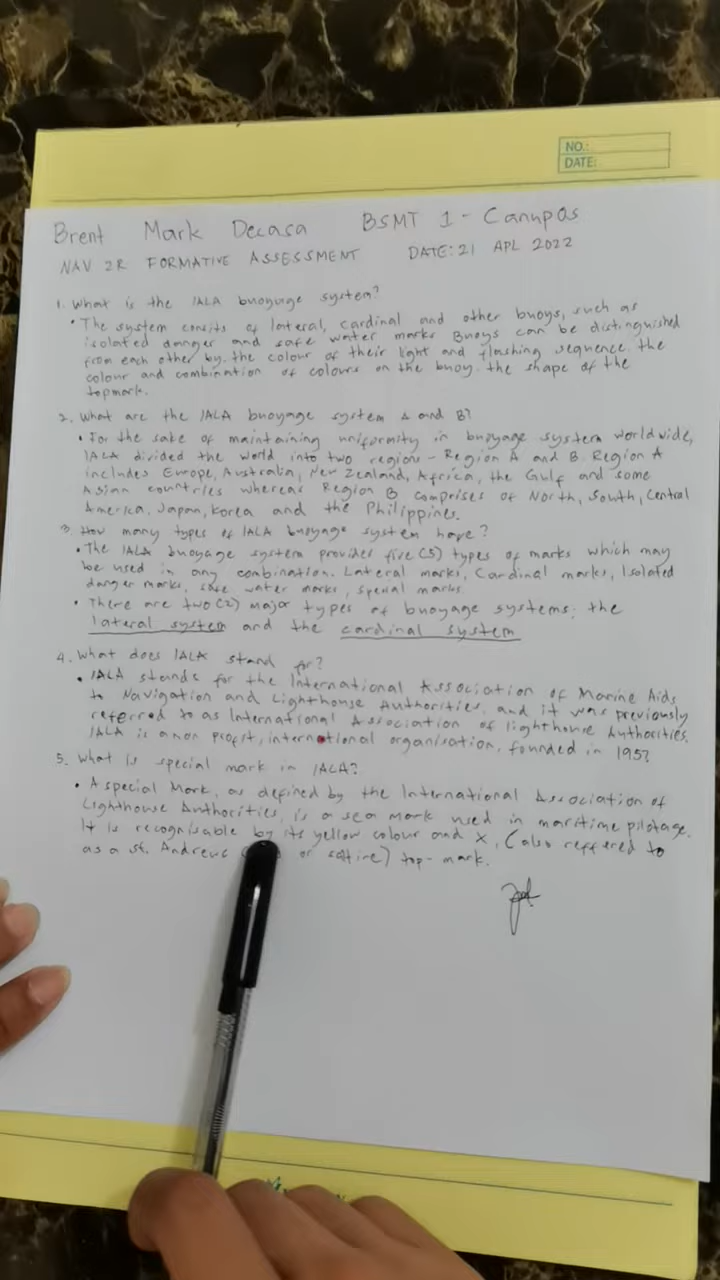 NO.:
DATE:
Brent Mark Decasa BSMT 1 - Canopas
NAV 2R FORMATIVE ASSESSMENT DATE: 21 APL 2022
1. What is the IALA buoyage system?
• The system consits of lateral, cardinal and other buoys, such as
isolated danger and safe water marks Buoys can be distinguished
from each other by the colour of their light and flashing sequence the
colour and combination of colours on the buoy. the shape of the
topmark.
2. What are the IALA buoyage system A and B?
• For the sake of maintaining uniformity in buoyage system worldwide,
IALA divided the world into two regions - Region A and B. Region A
includes Europe, Australia, New Zealand, Africa, the Gulf and some
Asian countries whereas Region B comprises of North, South, Central
America, Japan, Korea and the Philippines.
3. How many types of IALA buoyage system have?
• The IALA buoyage system provides five (5) types of marks which may
be used in any combination. Lateral marks, Cardinal marks, Isolated
danger marks, safe water marks, special marks
• There are two (2) major types of buoyage systems: the
lateral system and the cardinal system
4. What does IALA stand for?
• IALA stands for the International Association of Marine Aids
to Navigation and Lighthouse Authorities, and it was previously
referred to as International Association of lighthouse Authorities.
IALA is a non profit, international organisation, founded in 1957
5. What is special mark in IALA?
• A special Mark, as defined by the International Association of
Lighthouse Authorities, is a sea mark used in maritime pilotage.
It is recognisable by its yellow colour and X, (also reffered to
as a St. Andrews or saltire) top-mark.